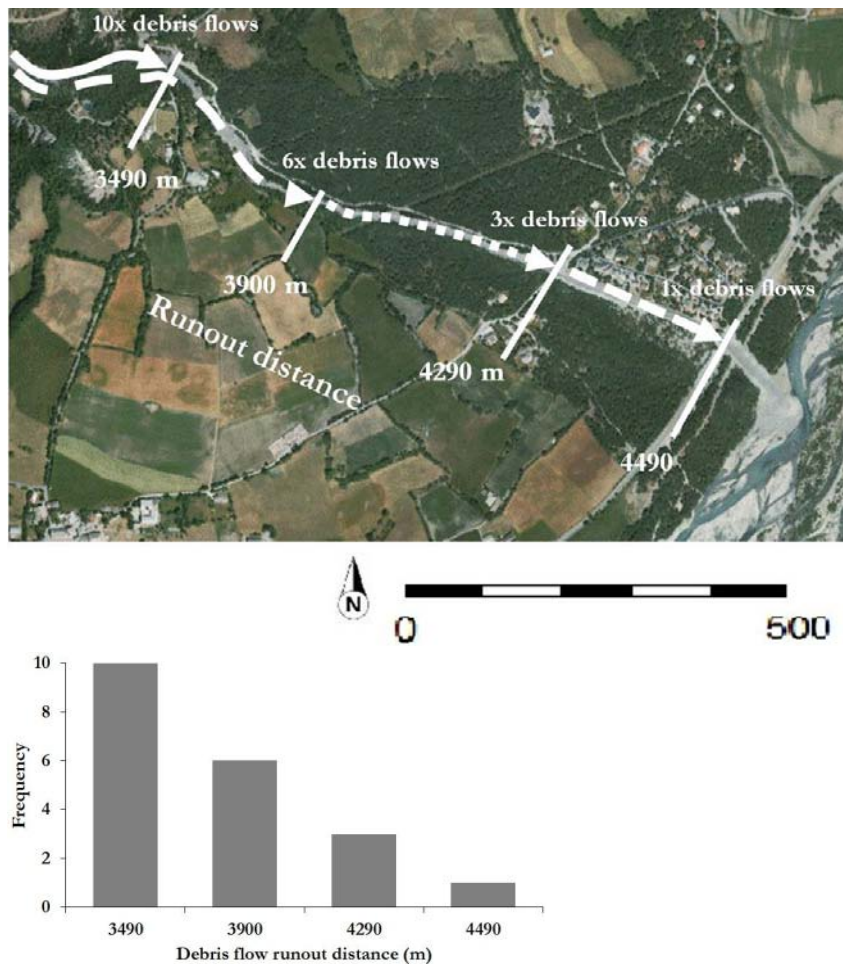 10x debris flows
3490 m
6x debris flows
3900 m
3x debris flows
4290 m
1x debris flows
4490
Runout distance
N
0 500
10
8
6
4
2
0
Frequency
3490 3900 4290 4490
Debris flow runout distance (m)